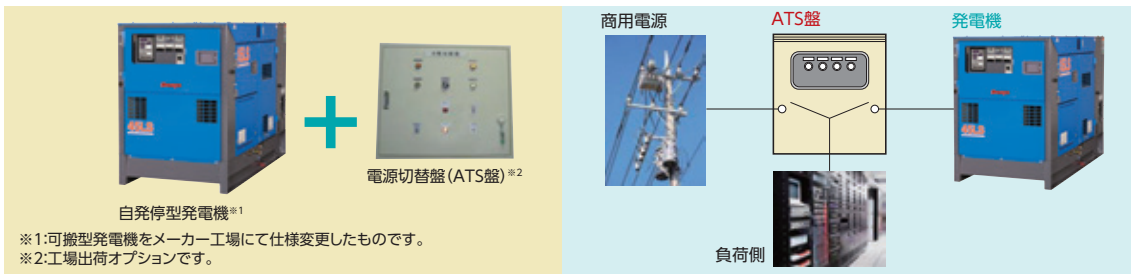 電源切替盤(ATS盤)※2
自発停型発電機※1
※1:可搬型発電機をメーカー工場にて仕様変更したものです。
※2:工場出荷オプションです。
商用電源
ATS盤
発電機
負荷側